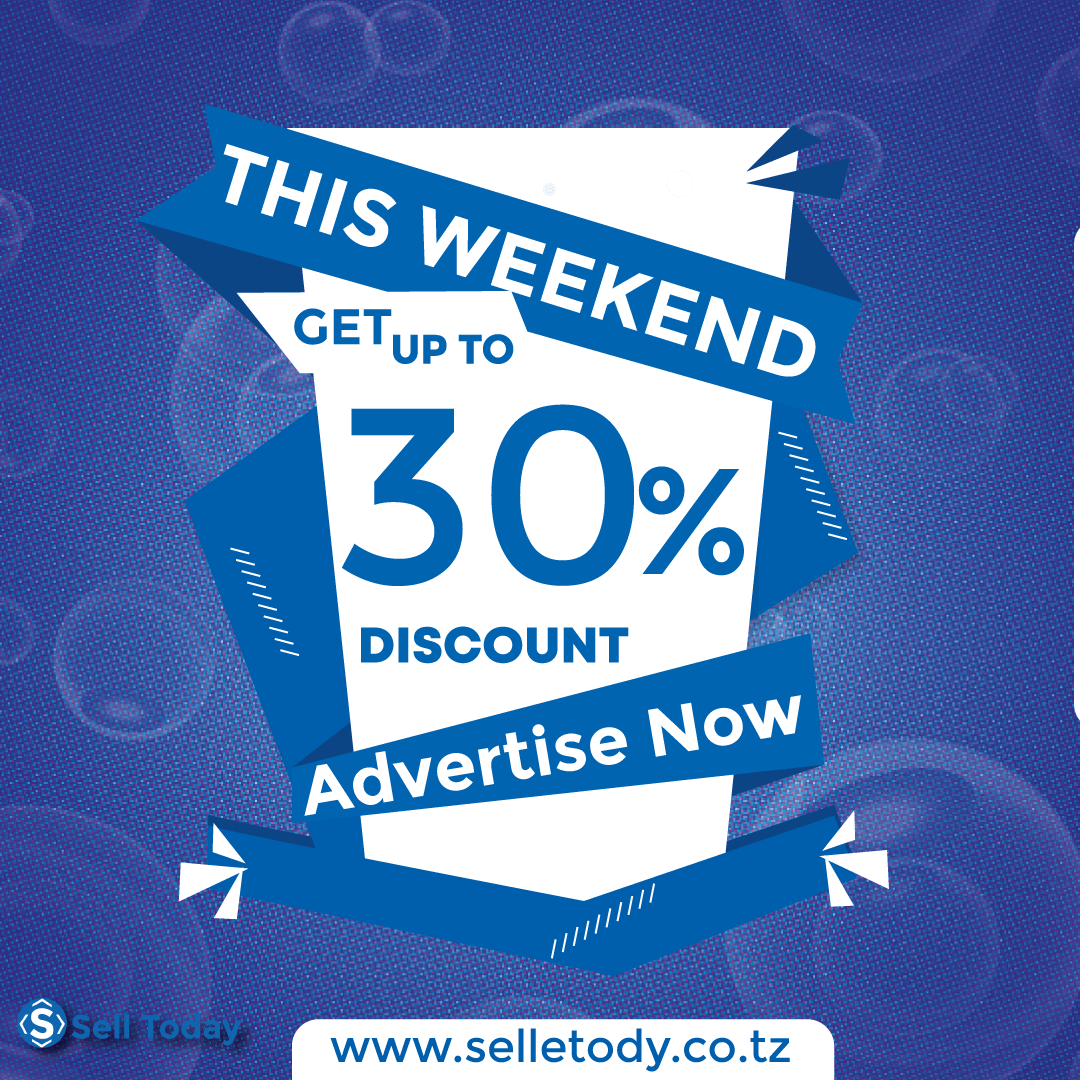 THIS WEEKEND
GET UP TO
30%
DISCOUNT
Advertise Now
S Sell Today
www.selletody.co.tz